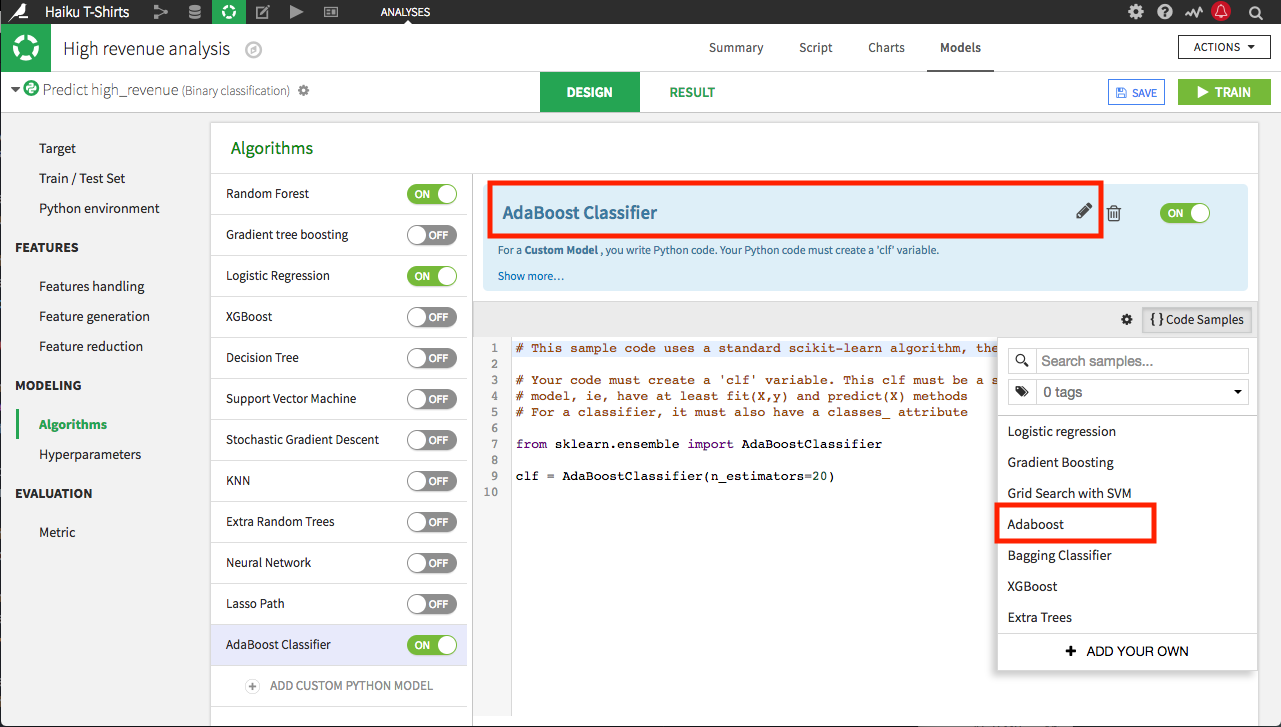 Haiku T-Shirts
ANALYSES
High revenue analysis
Summary
Script
Charts
Models
ACTIONS
Predict high_revenue (Binary classification)
DESIGN
RESULT
SAVE
TRAIN
Target
Train / Test Set
Python environment
FEATURES
Features handling
Feature generation
Feature reduction
MODELING
Algorithms
Hyperparameters
EVALUATION
Metric
Algorithms
Random Forest ON
Gradient tree boosting OFF
Logistic Regression ON
XGBoost OFF
Decision Tree OFF
Support Vector Machine OFF
Stochastic Gradient Descent OFF
KNN OFF
Extra Random Trees OFF
Neural Network OFF
Lasso Path OFF
AdaBoost Classifier ON
ADD CUSTOM PYTHON MODEL
AdaBoost Classifier
ON
For a Custom Model , you write Python code. Your Python code must create a 'clf' variable.
Show more…
{ } Code Samples
1 # This sample code uses a standard scikit-learn algorithm, the
2
3 # Your code must create a 'clf' variable. This clf must be a s
4 # model, ie, have at least fit(X,y) and predict(X) methods
5 # For a classifier, it must also have a classes_ attribute
6
7 from sklearn.ensemble import AdaBoostClassifier
8
9 clf = AdaBoostClassifier(n_estimators=20)
10
Search samples...
0 tags
Logistic regression
Gradient Boosting
Grid Search with SVM
Adaboost
Bagging Classifier
XGBoost
Extra Trees
+ ADD YOUR OWN